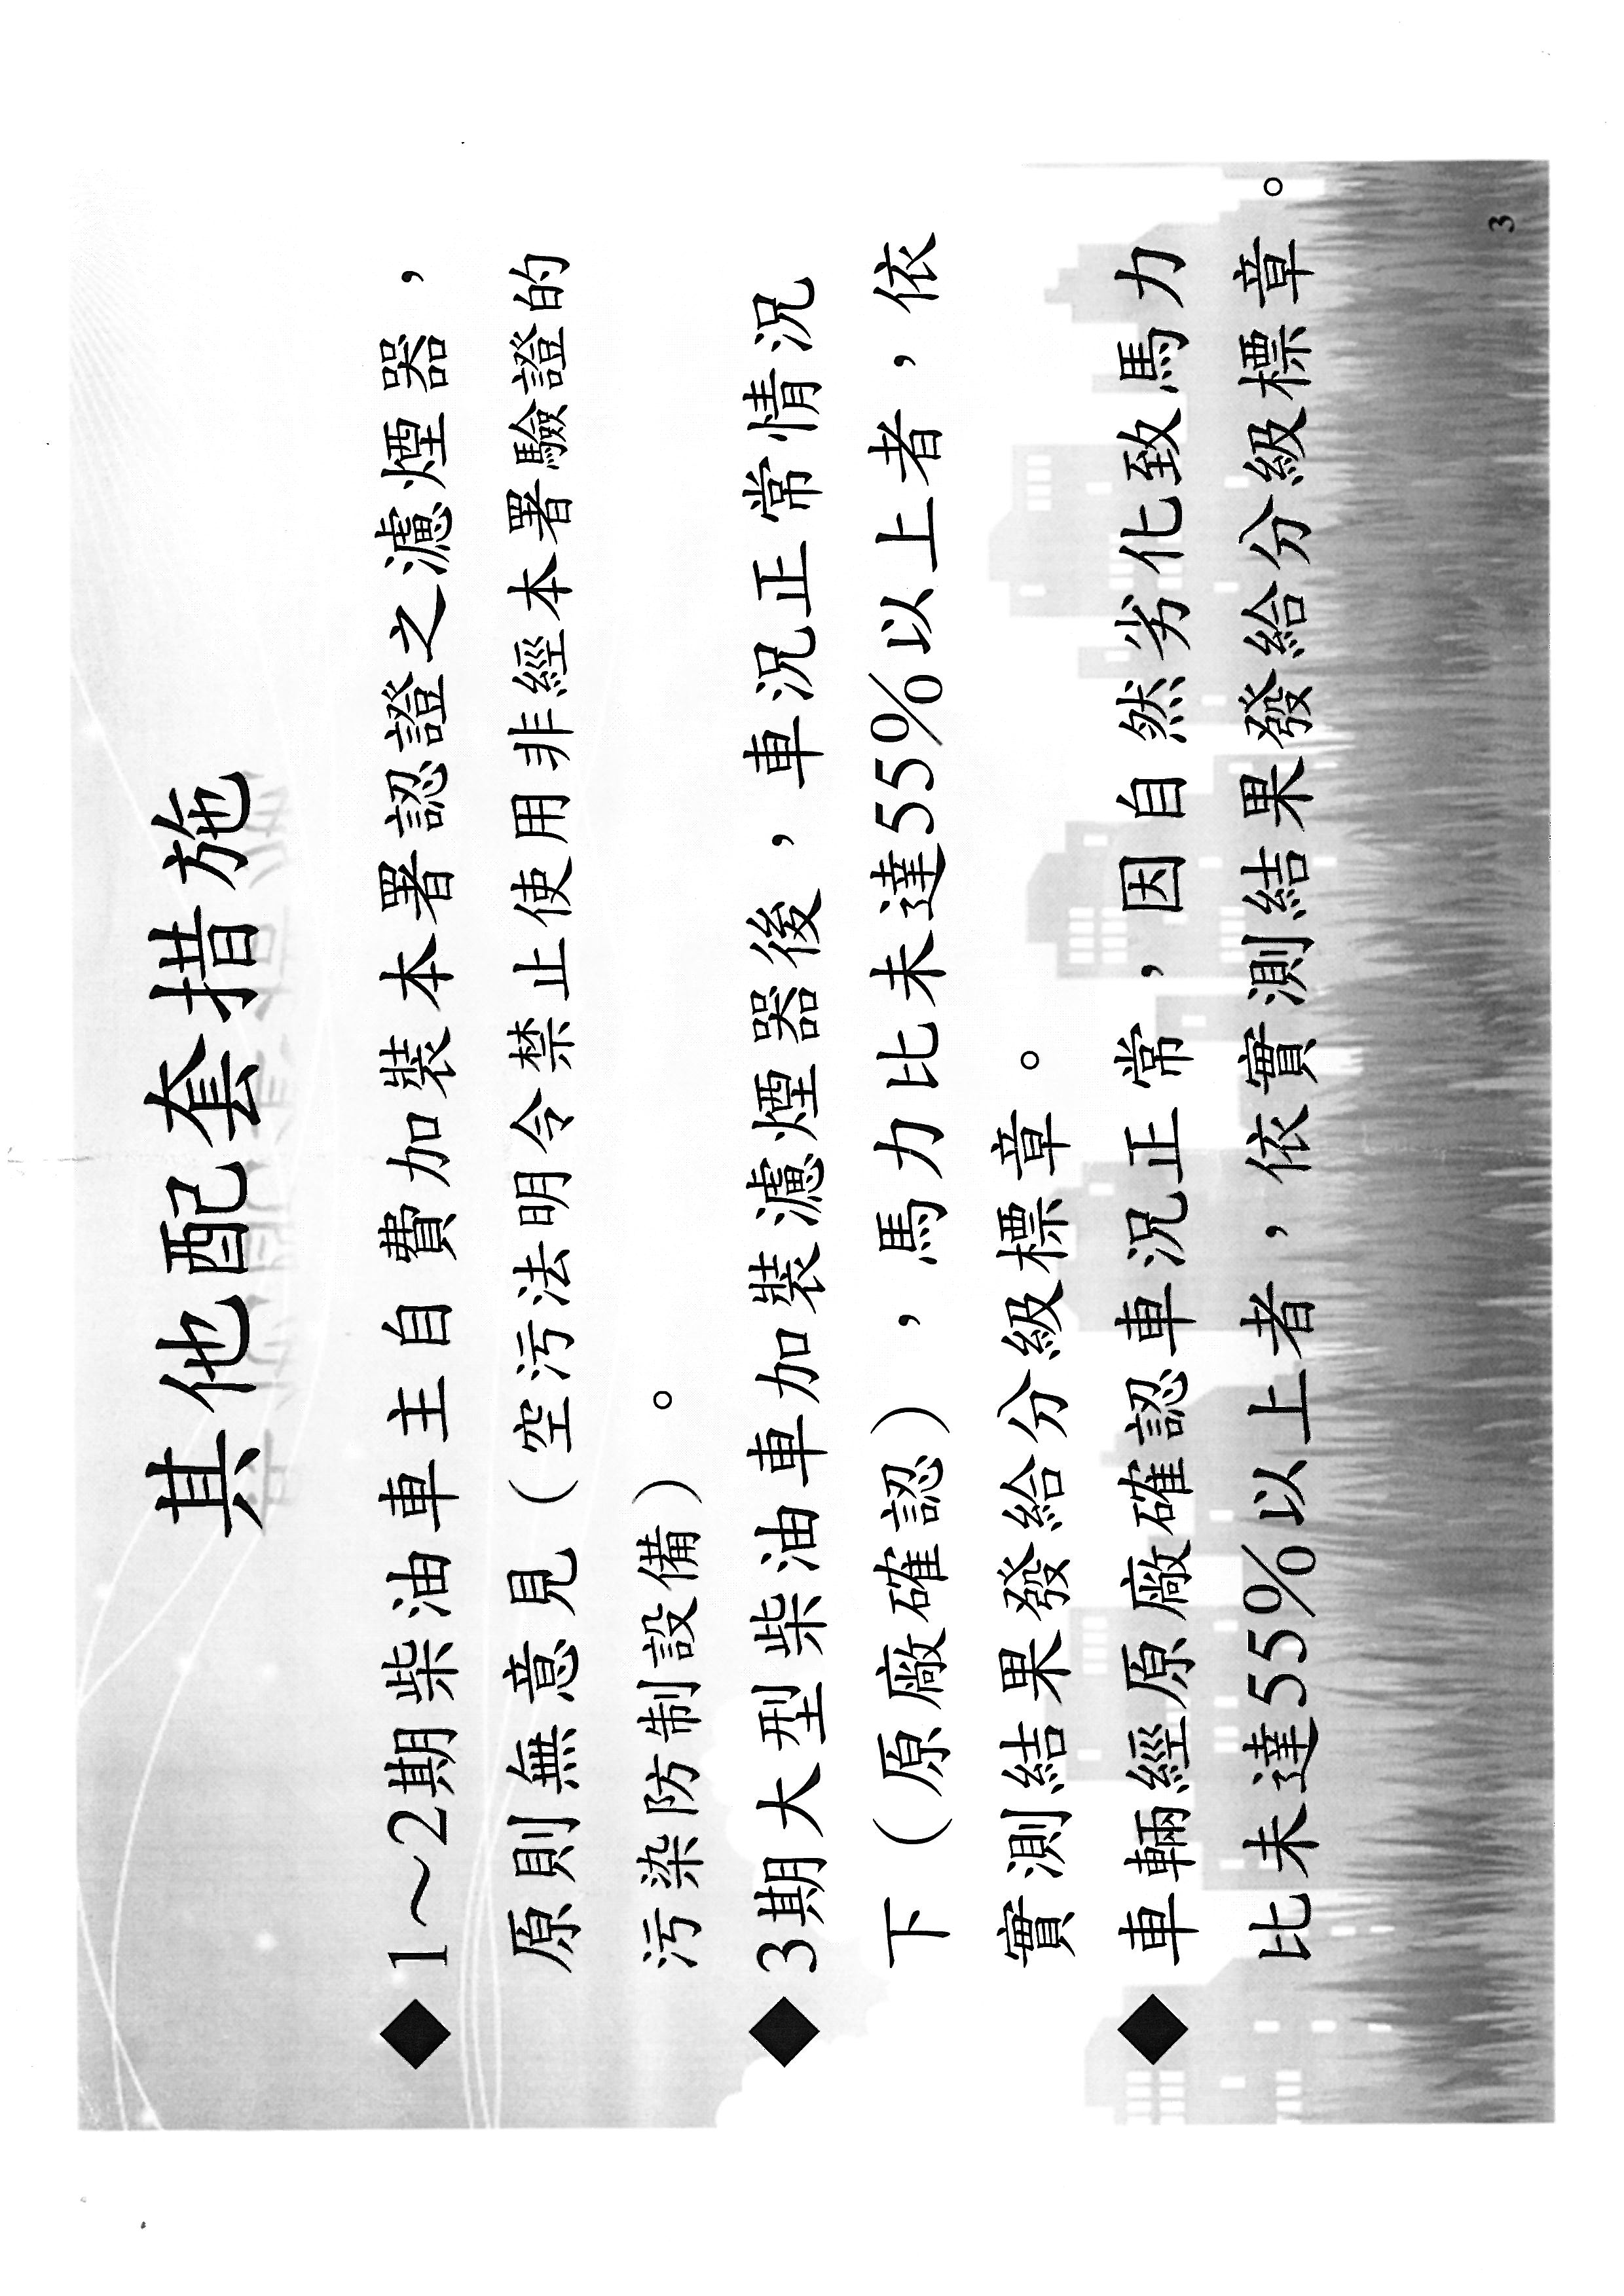 其他配套措施
◆1～2期柴油車主自費加裝本署認證之濾煙器，
原則無意見（空污法明令禁止使用非經本署驗證的
污染防制設備）。
◆3期大型柴油車加裝濾煙器後，車況正常情況
下（原廠確認），馬力比未達55%以上者，依
實測結果發給分級標章。
◆車輛經原廠確認車況正常，因自然劣化致馬力
比未達55%以上者，依實測結果發給分級標章。
3